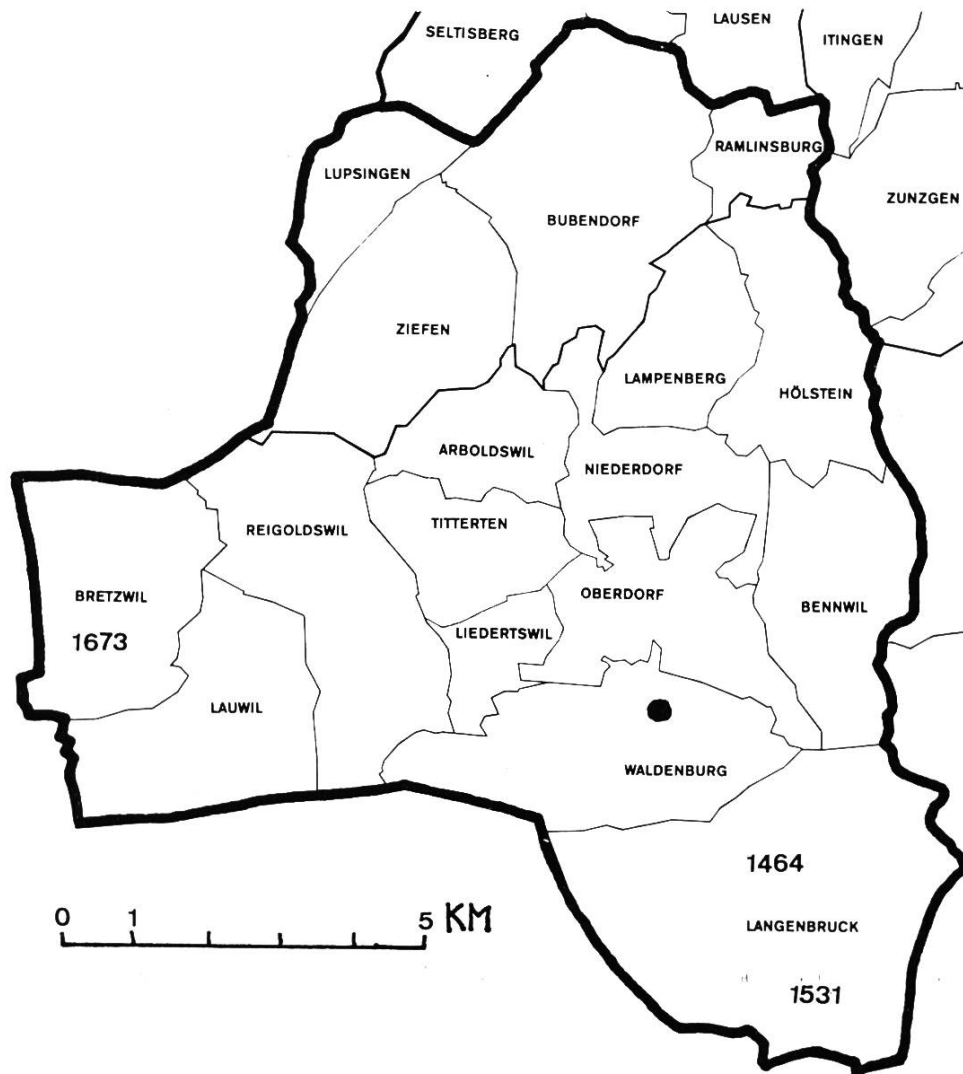 LAUSEN
SELTISBERG
ITINGEN
RAMLINSBURG
LUPSINGEN
ZUNZGEN
BUBENDORF
ZIEFEN
LAMPENBERG
HÖLSTEIN
ARBOLDSWIL
NIEDERDORF
TITTERTEN
REIGOLDSWIL
BRETZWIL
1673
OBERDORF
BENNWIL
LIEDERTSWIL
LAUWIL
WALDENBURG
1464
LANGENBRUCK
1531
0 1 5 KM